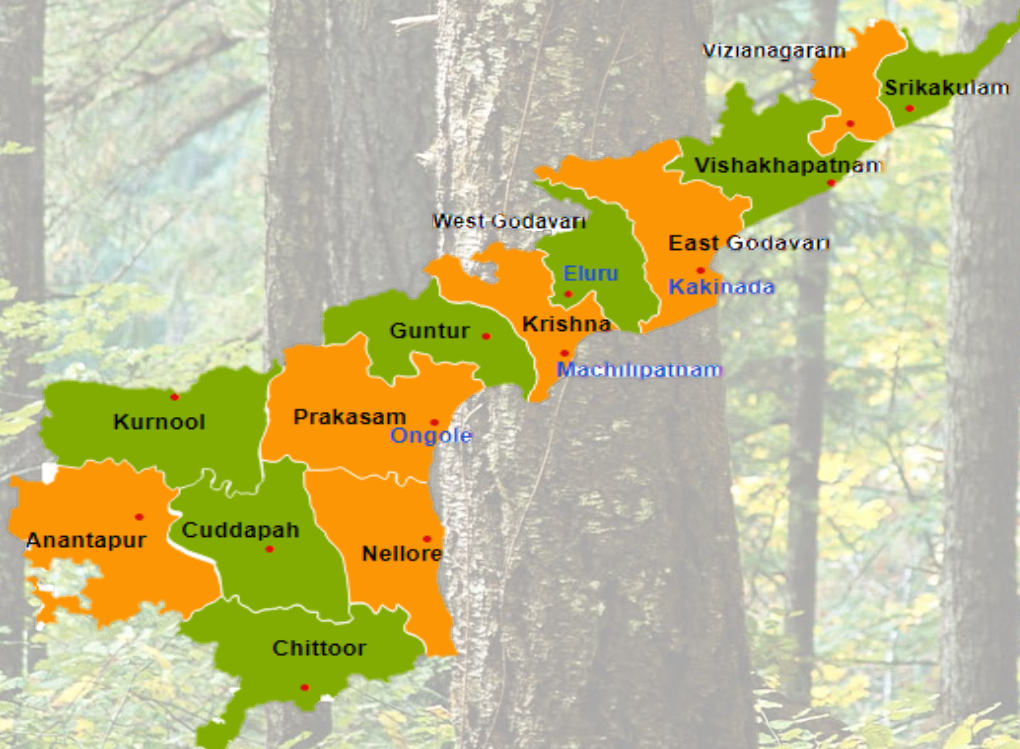 Vizianagaram
Srikakulam
Vishakhapatnam
West Godavari
East Godavari
Eluru
Kakinada
Krishna
Guntur
Machilipatnam
Prakasam
Kurnool
Ongole
Cuddapah
Anantapur
Nellore
Chittoor